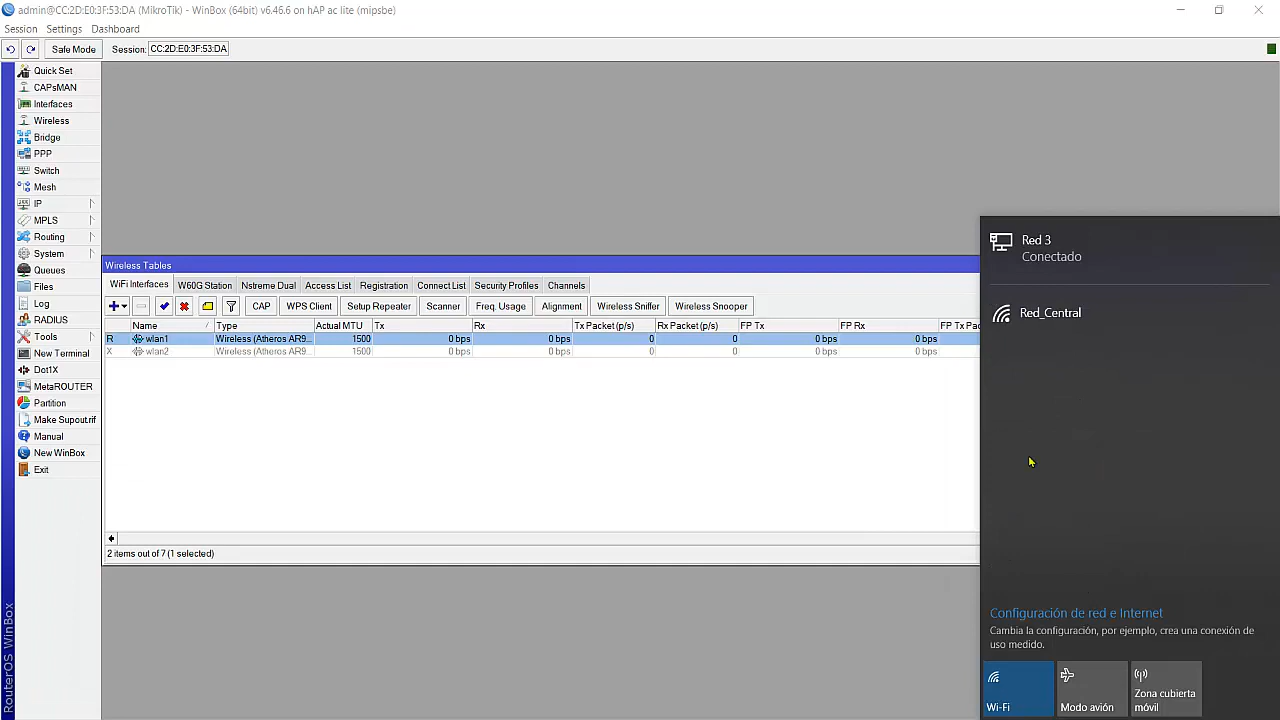 admin@CC:2D:E0:3F:53:DA (MikroTik) - WinBox (64bit) v6.46.6 on hAP ac lite (mipsbe)
Session Settings Dashboard
Safe Mode Session: CC:2D:E0:3F:53:DA
Quick Set
CAPsMAN
Interfaces
Wireless
Bridge
PPP
Switch
Mesh
IP
MPLS
Routing
System
Queues
Files
Log
RADIUS
Tools
New Terminal
Dot1X
MetaROUTER
Partition
Make Supout.rif
Manual
New WinBox
Exit
RouterOS WinBox
Wireless Tables
WiFi Interfaces W60G Station Nstreme Dual Access List Registration Connect List Security Profiles Channels
CAP WPS Client Setup Repeater Scanner Freq. Usage Alignment Wireless Sniffer Wireless Snooper
Name / Type Actual MTU Tx Rx Tx Packet (p/s) Rx Packet (p/s) FP Tx FP Rx FP Tx Pac
R wlan1 Wireless (Atheros AR9... 1500 0 bps 0 bps 0 0 0 bps 0 bps
X wlan2 Wireless (Atheros AR9... 1500 0 bps 0 bps 0 0 0 bps 0 bps
2 items out of 7 (1 selected)
Red 3
Conectado
Red_Central
Configuración de red e Internet
Cambia la configuración, por ejemplo, crea una conexión de
uso medido.
Wi-Fi
Modo avión
Zona cubierta
móvil